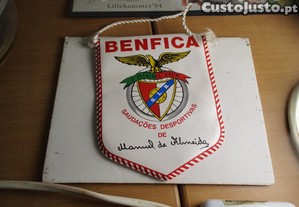 Lillehammer'94
CustoJusto.pt
BENFICA
SAUDAÇÕES DESPORTIVAS
DE
Manuel de Almeida